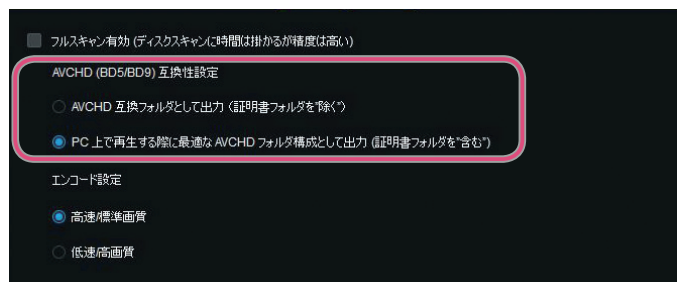 フルスキャン有効 (ディスクスキャンに時間は掛かるが精度は高い)
AVCHD (BD5/BD9) 互換性設定
AVCHD 互換フォルダとして出力 (証明書フォルダを"除く")
PC 上で再生する際に最適な AVCHD フォルダ構成として出力 (証明書フォルダを"含む")
エンコード設定
高速/標準画質
低速/高画質